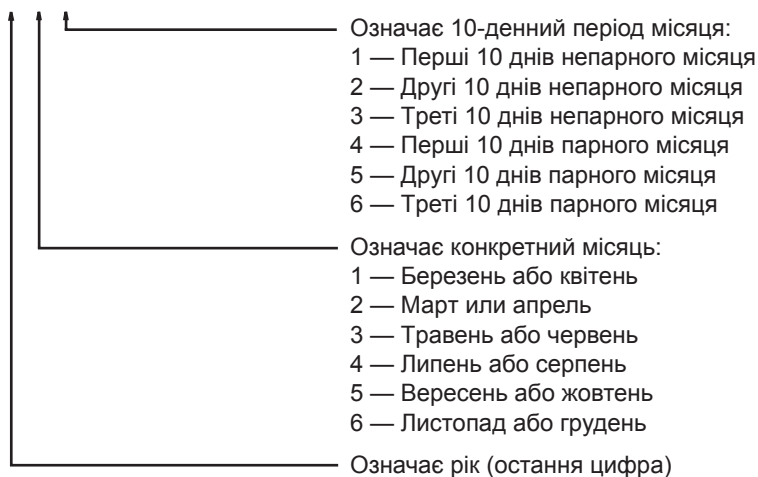 Означає 10-денний період місяця:
1 — Перші 10 днів непарного місяця
2 — Другі 10 днів непарного місяця
3 — Треті 10 днів непарного місяця
4 — Перші 10 днів парного місяця
5 — Другі 10 днів парного місяця
6 — Треті 10 днів парного місяця
Означає конкретний місяць:
1 — Березень або квітень
2 — Март или апрель
3 — Травень або червень
4 — Липень або серпень
5 — Вересень або жовтень
6 — Листопад або грудень
Означає рік (остання цифра)